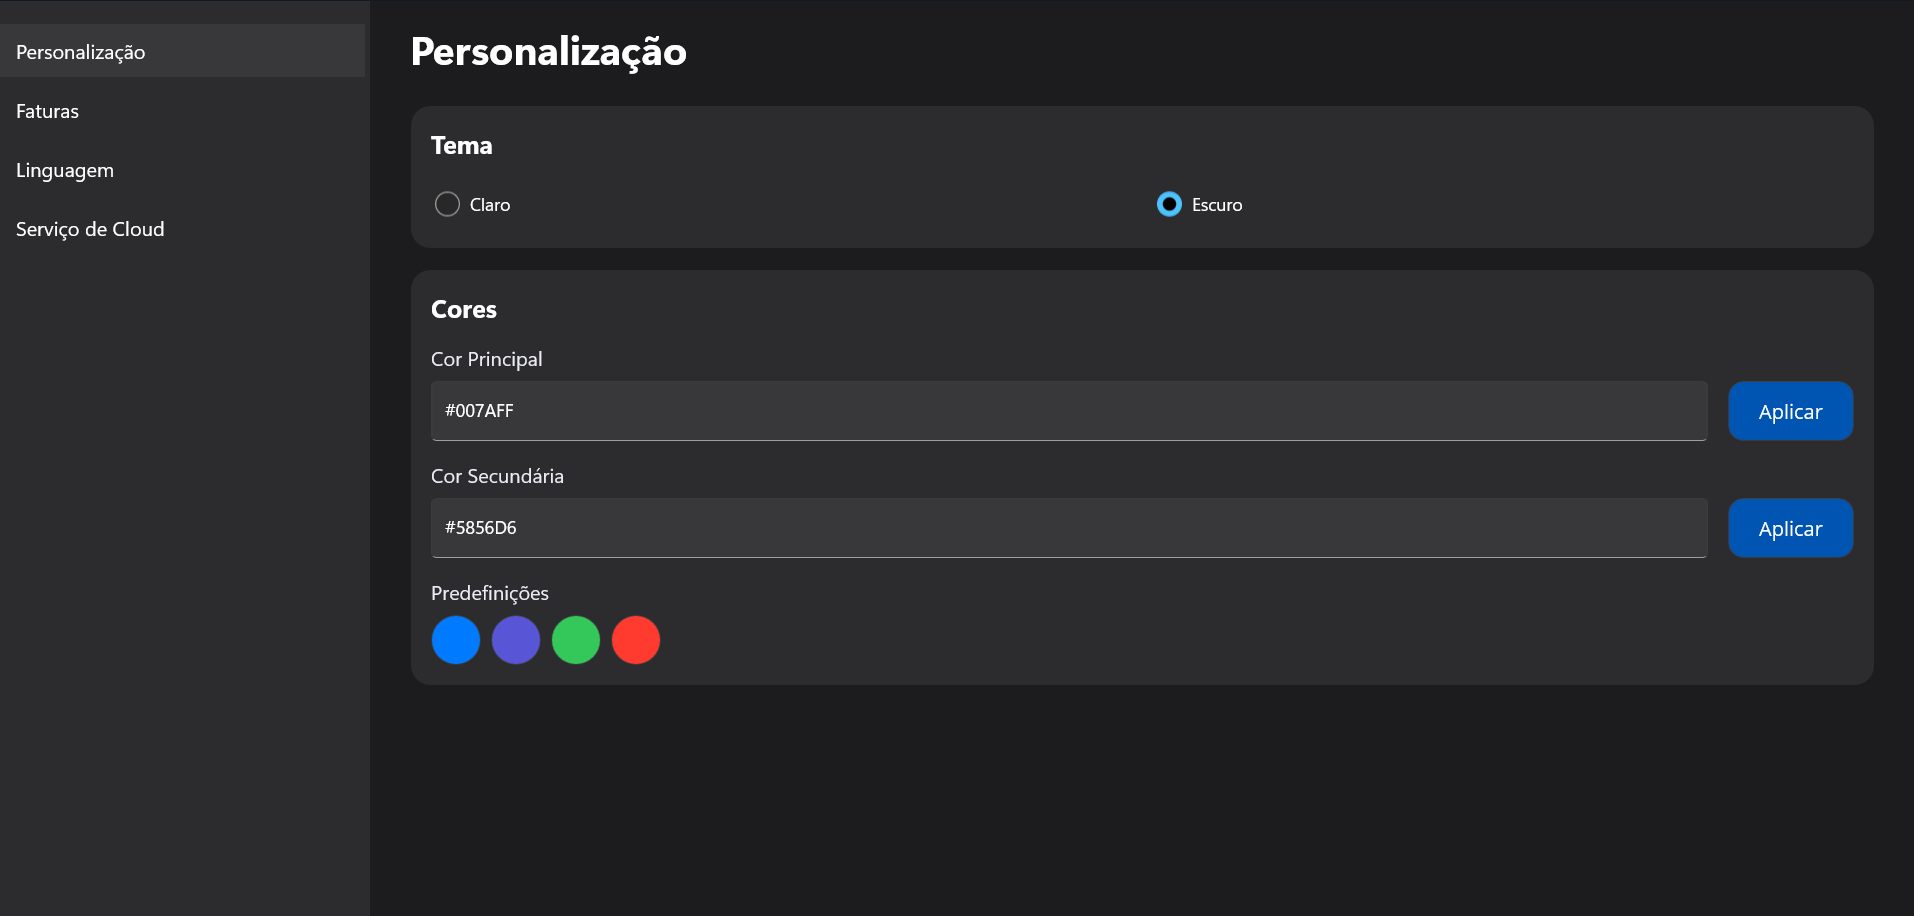 Personalização
Faturas
Linguagem
Serviço de Cloud
Personalização
Tema
Claro
Escuro
Cores
Cor Principal
#007AFF
Aplicar
Cor Secundária
#5856D6
Aplicar
Predefinições